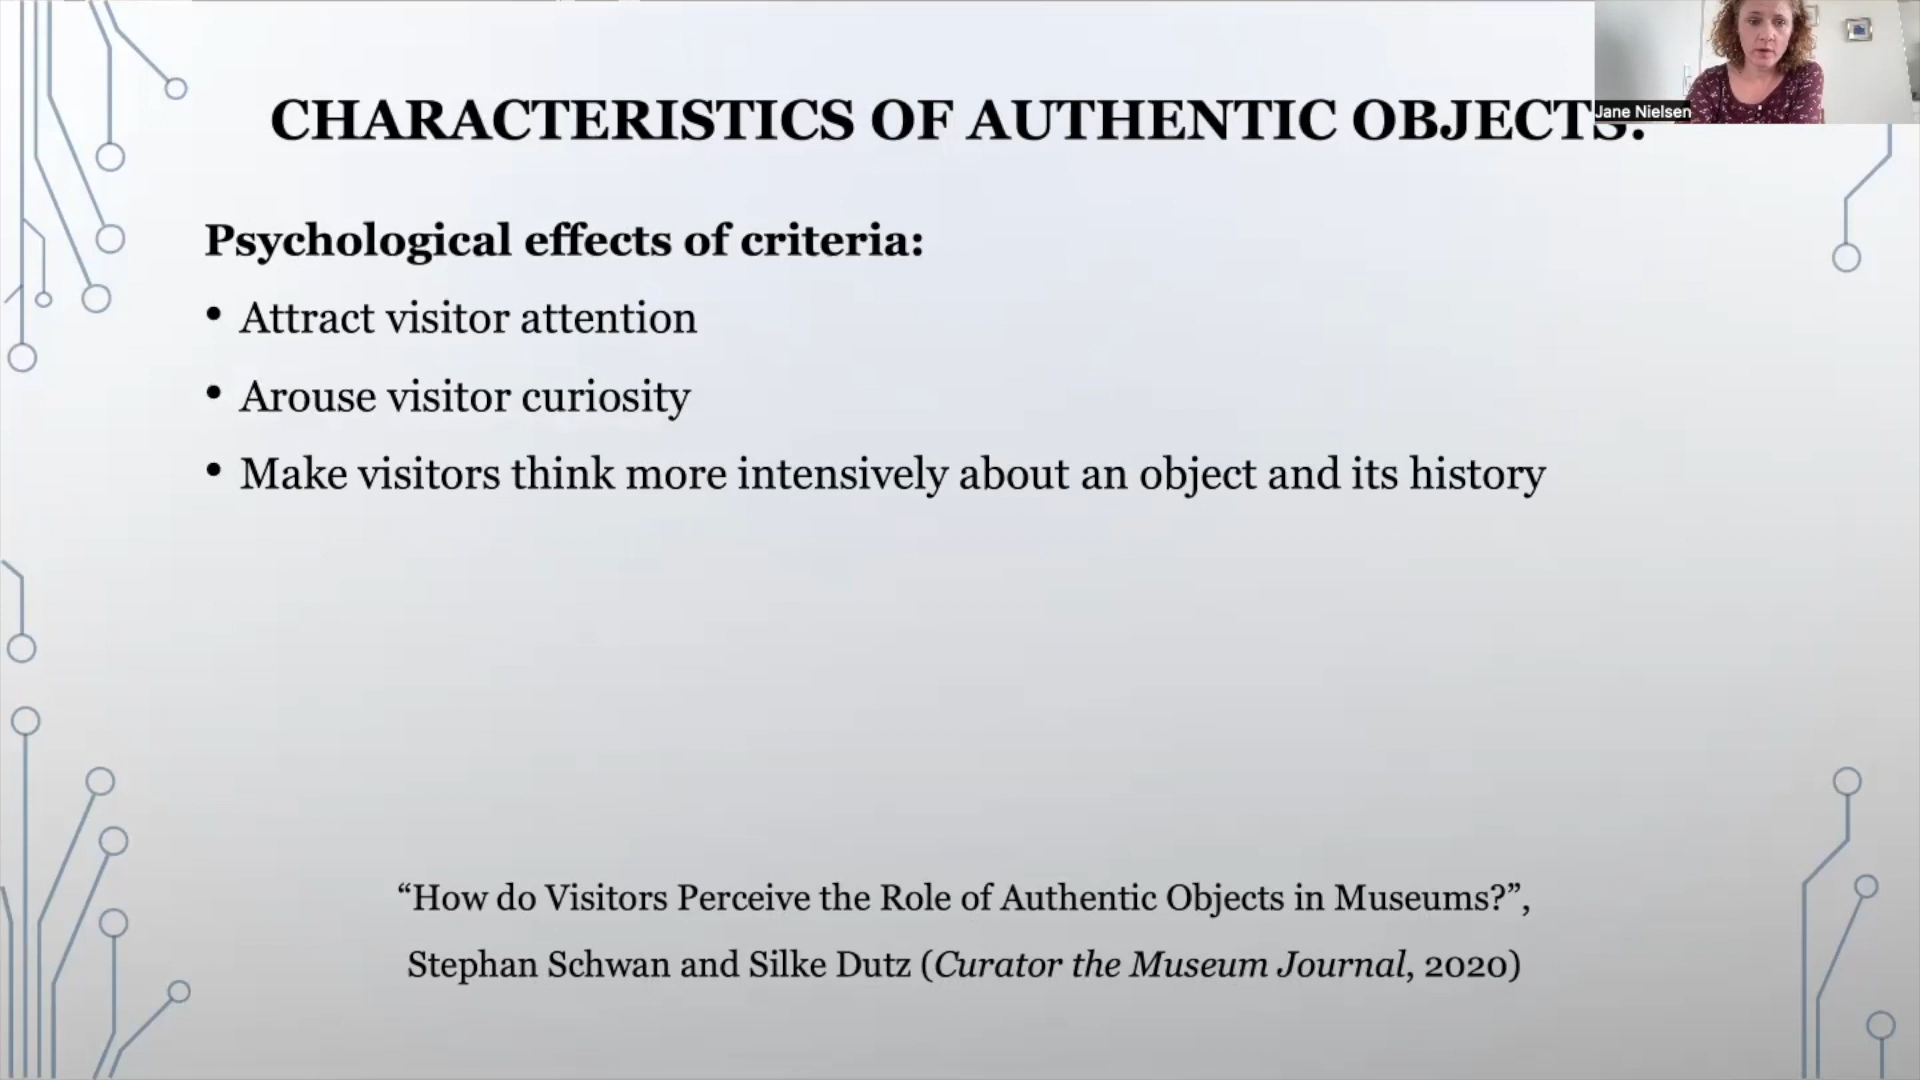 CHARACTERISTICS OF AUTHENTIC OBJECTS:
Jane Nielsen
Psychological effects of criteria:
• Attract visitor attention
• Arouse visitor curiosity
• Make visitors think more intensively about an object and its history
“How do Visitors Perceive the Role of Authentic Objects in Museums?”,
Stephan Schwan and Silke Dutz (Curator the Museum Journal, 2020)